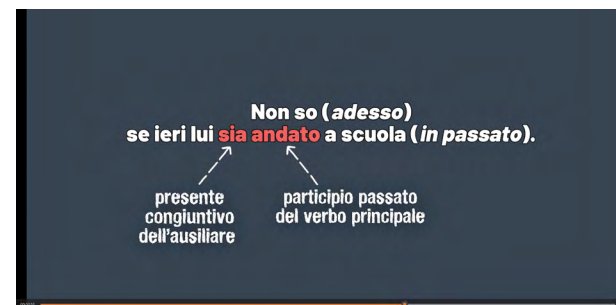 Non so (adesso)
se ieri lui sia andato a scuola (in passato).
presente
congiuntivo
dell'ausiliare
participio passato
del verbo principale